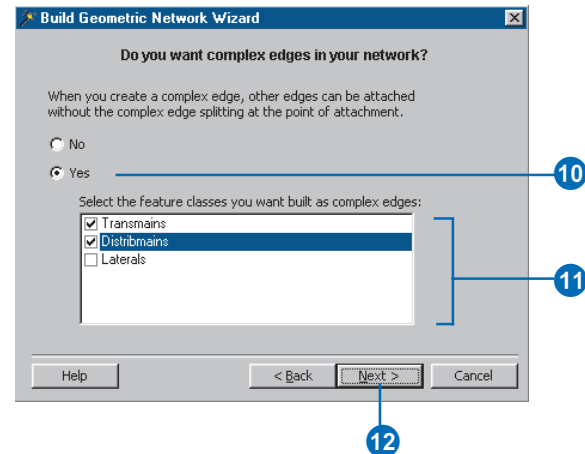 Build Geometric Network Wizard
Do you want complex edges in your network?
When you create a complex edge, other edges can be attached
without the complex edge splitting at the point of attachment.
No
Yes
10
Select the feature classes you want built as complex edges:
Transmains
Distribmains
Laterals
11
Help
< Back
Next >
Cancel
12